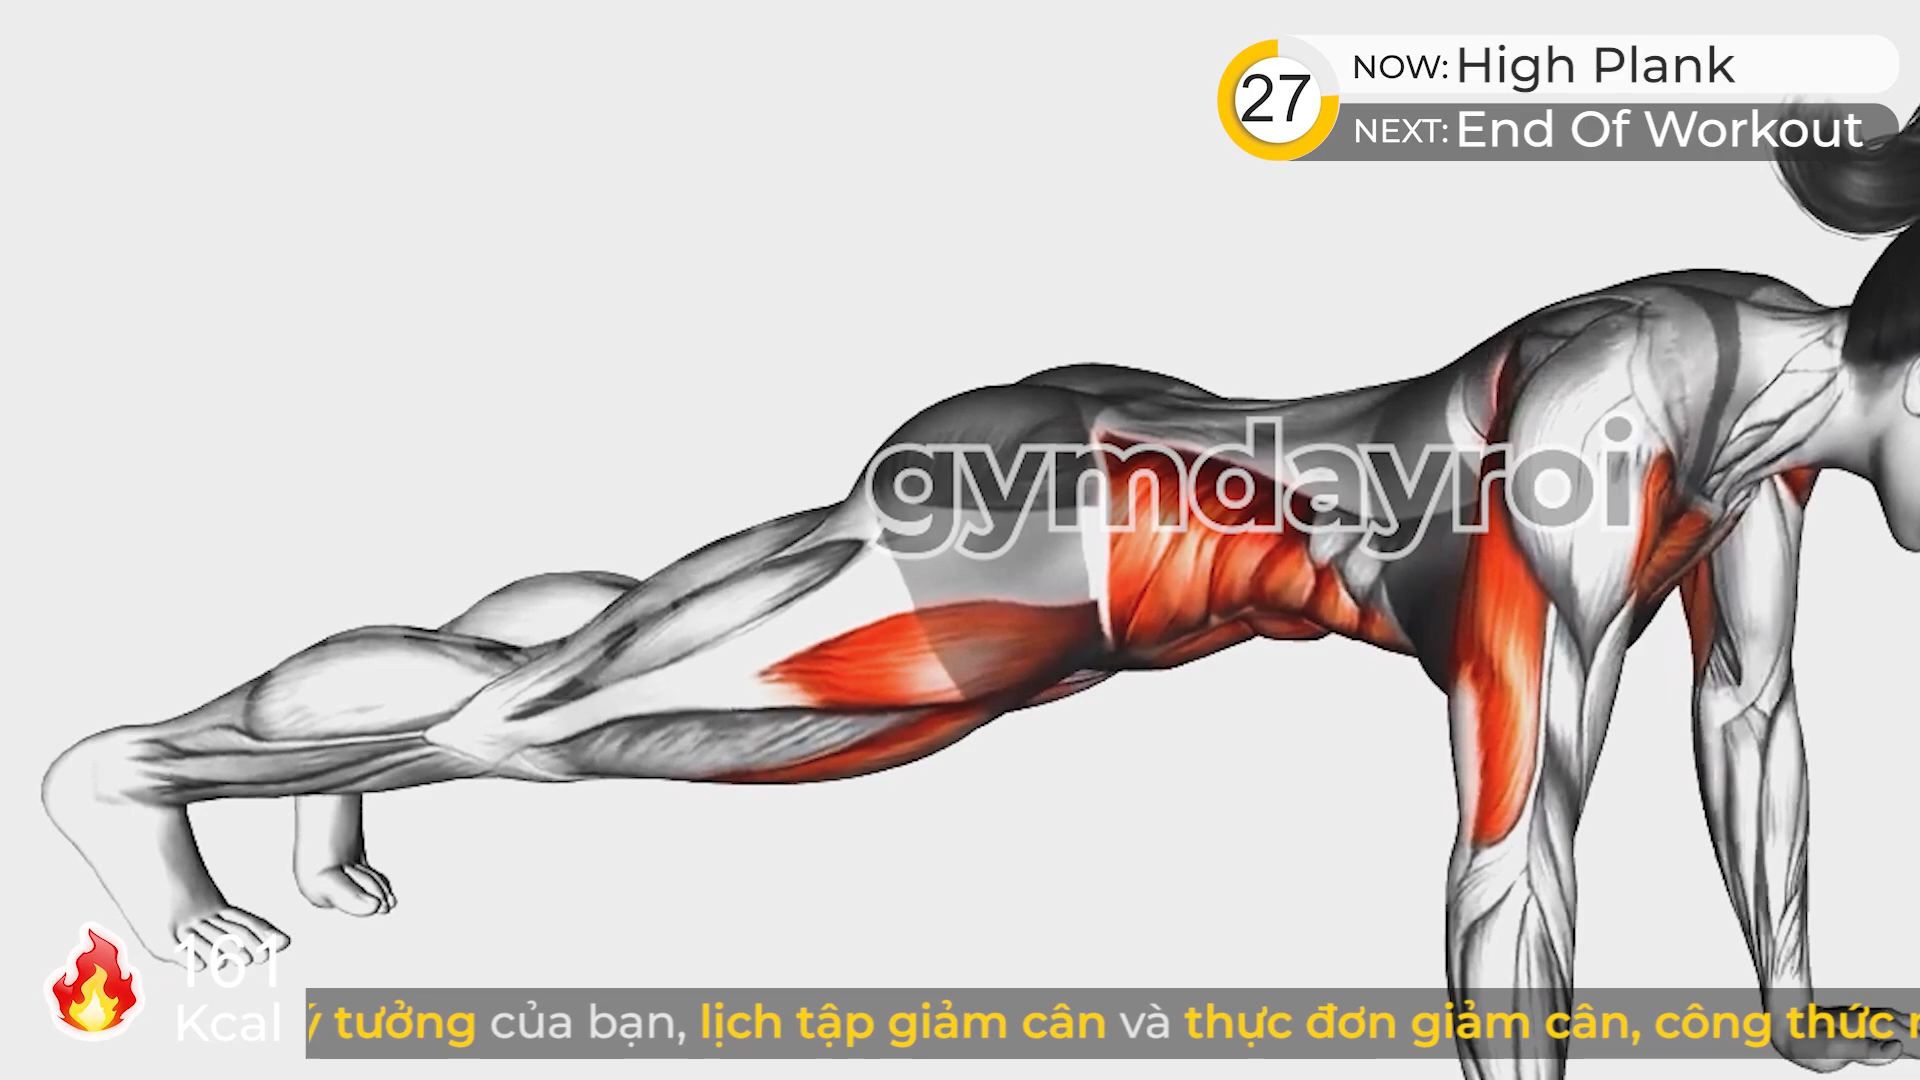 27
NOW: High Plank
NEXT: End Of Workout
gymdayroi
161
Kcal
tưởng của bạn, lịch tập giảm cân và thực đơn giảm cân, công thức